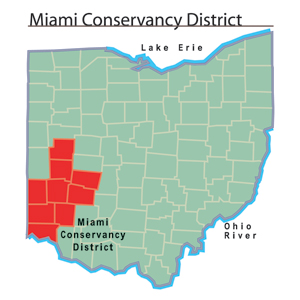 Miami Conservancy District
Lake Erie
Miami
Conservancy
District
Ohio
River